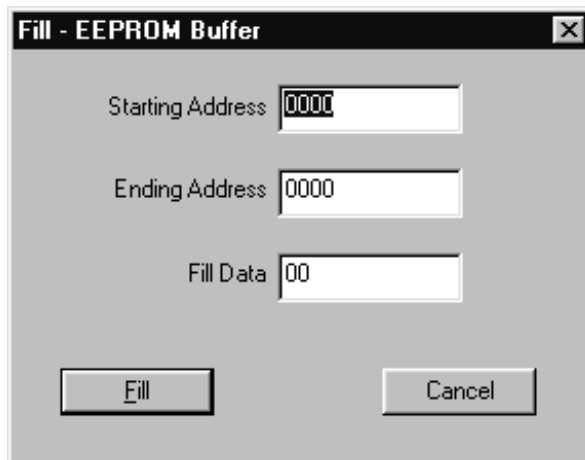 Fill - EEPROM Buffer
Starting Address 0000
Ending Address 0000
Fill Data 00
Fill Cancel